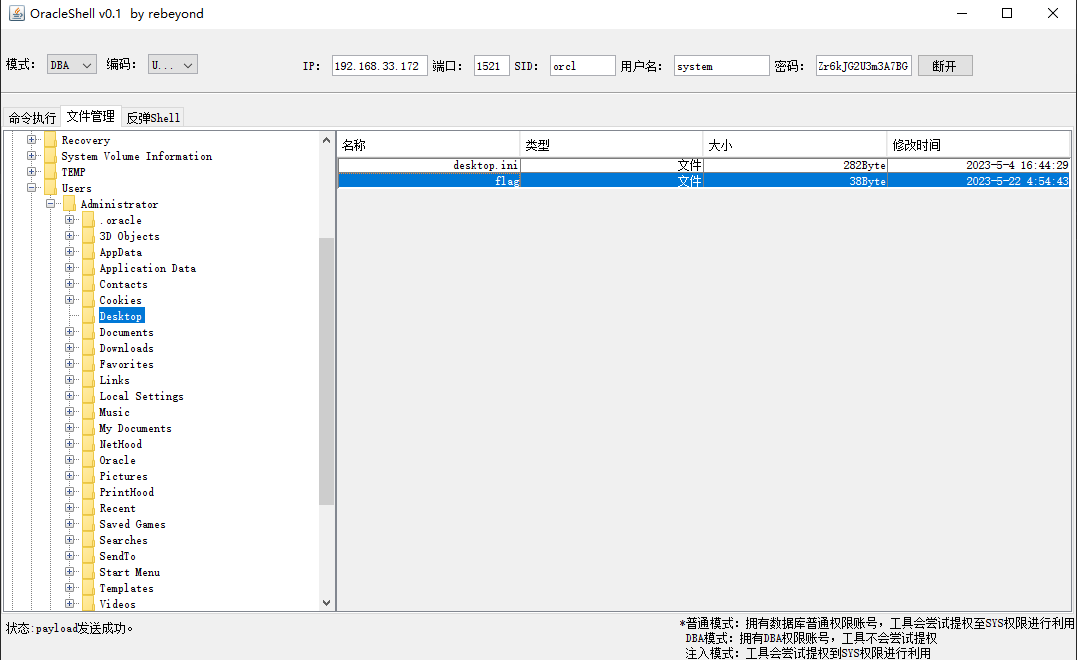 OracleShell v0.1 by rebeyond
模式: DBA 编码: U... IP: 192.168.33.172 端口: 1521 SID: orcl 用户名: system 密码: Zr6kJG2U3m3A7BG 断开
命令执行 文件管理 反弹Shell
名称 类型 大小 修改时间
desktop.ini 文件 282Byte 2023-5-4 16:44:29
flag 文件 38Byte 2023-5-22 4:54:43
Recovery
System Volume Information
TEMP
Users
Administrator
.oracle
3D Objects
AppData
Application Data
Contacts
Cookies
Desktop
Documents
Downloads
Favorites
Links
Local Settings
Music
My Documents
NetHood
Oracle
Pictures
PrintHood
Recent
Saved Games
Searches
SendTo
Start Menu
Templates
Videos
状态:payload发送成功。
*普通模式: 拥有数据库普通权限账号，工具会尝试提权至SYS权限进行利用
DBA模式: 拥有DBA权限账号，工具不会尝试提权
注入模式: 工具会尝试提权到SYS权限进行利用